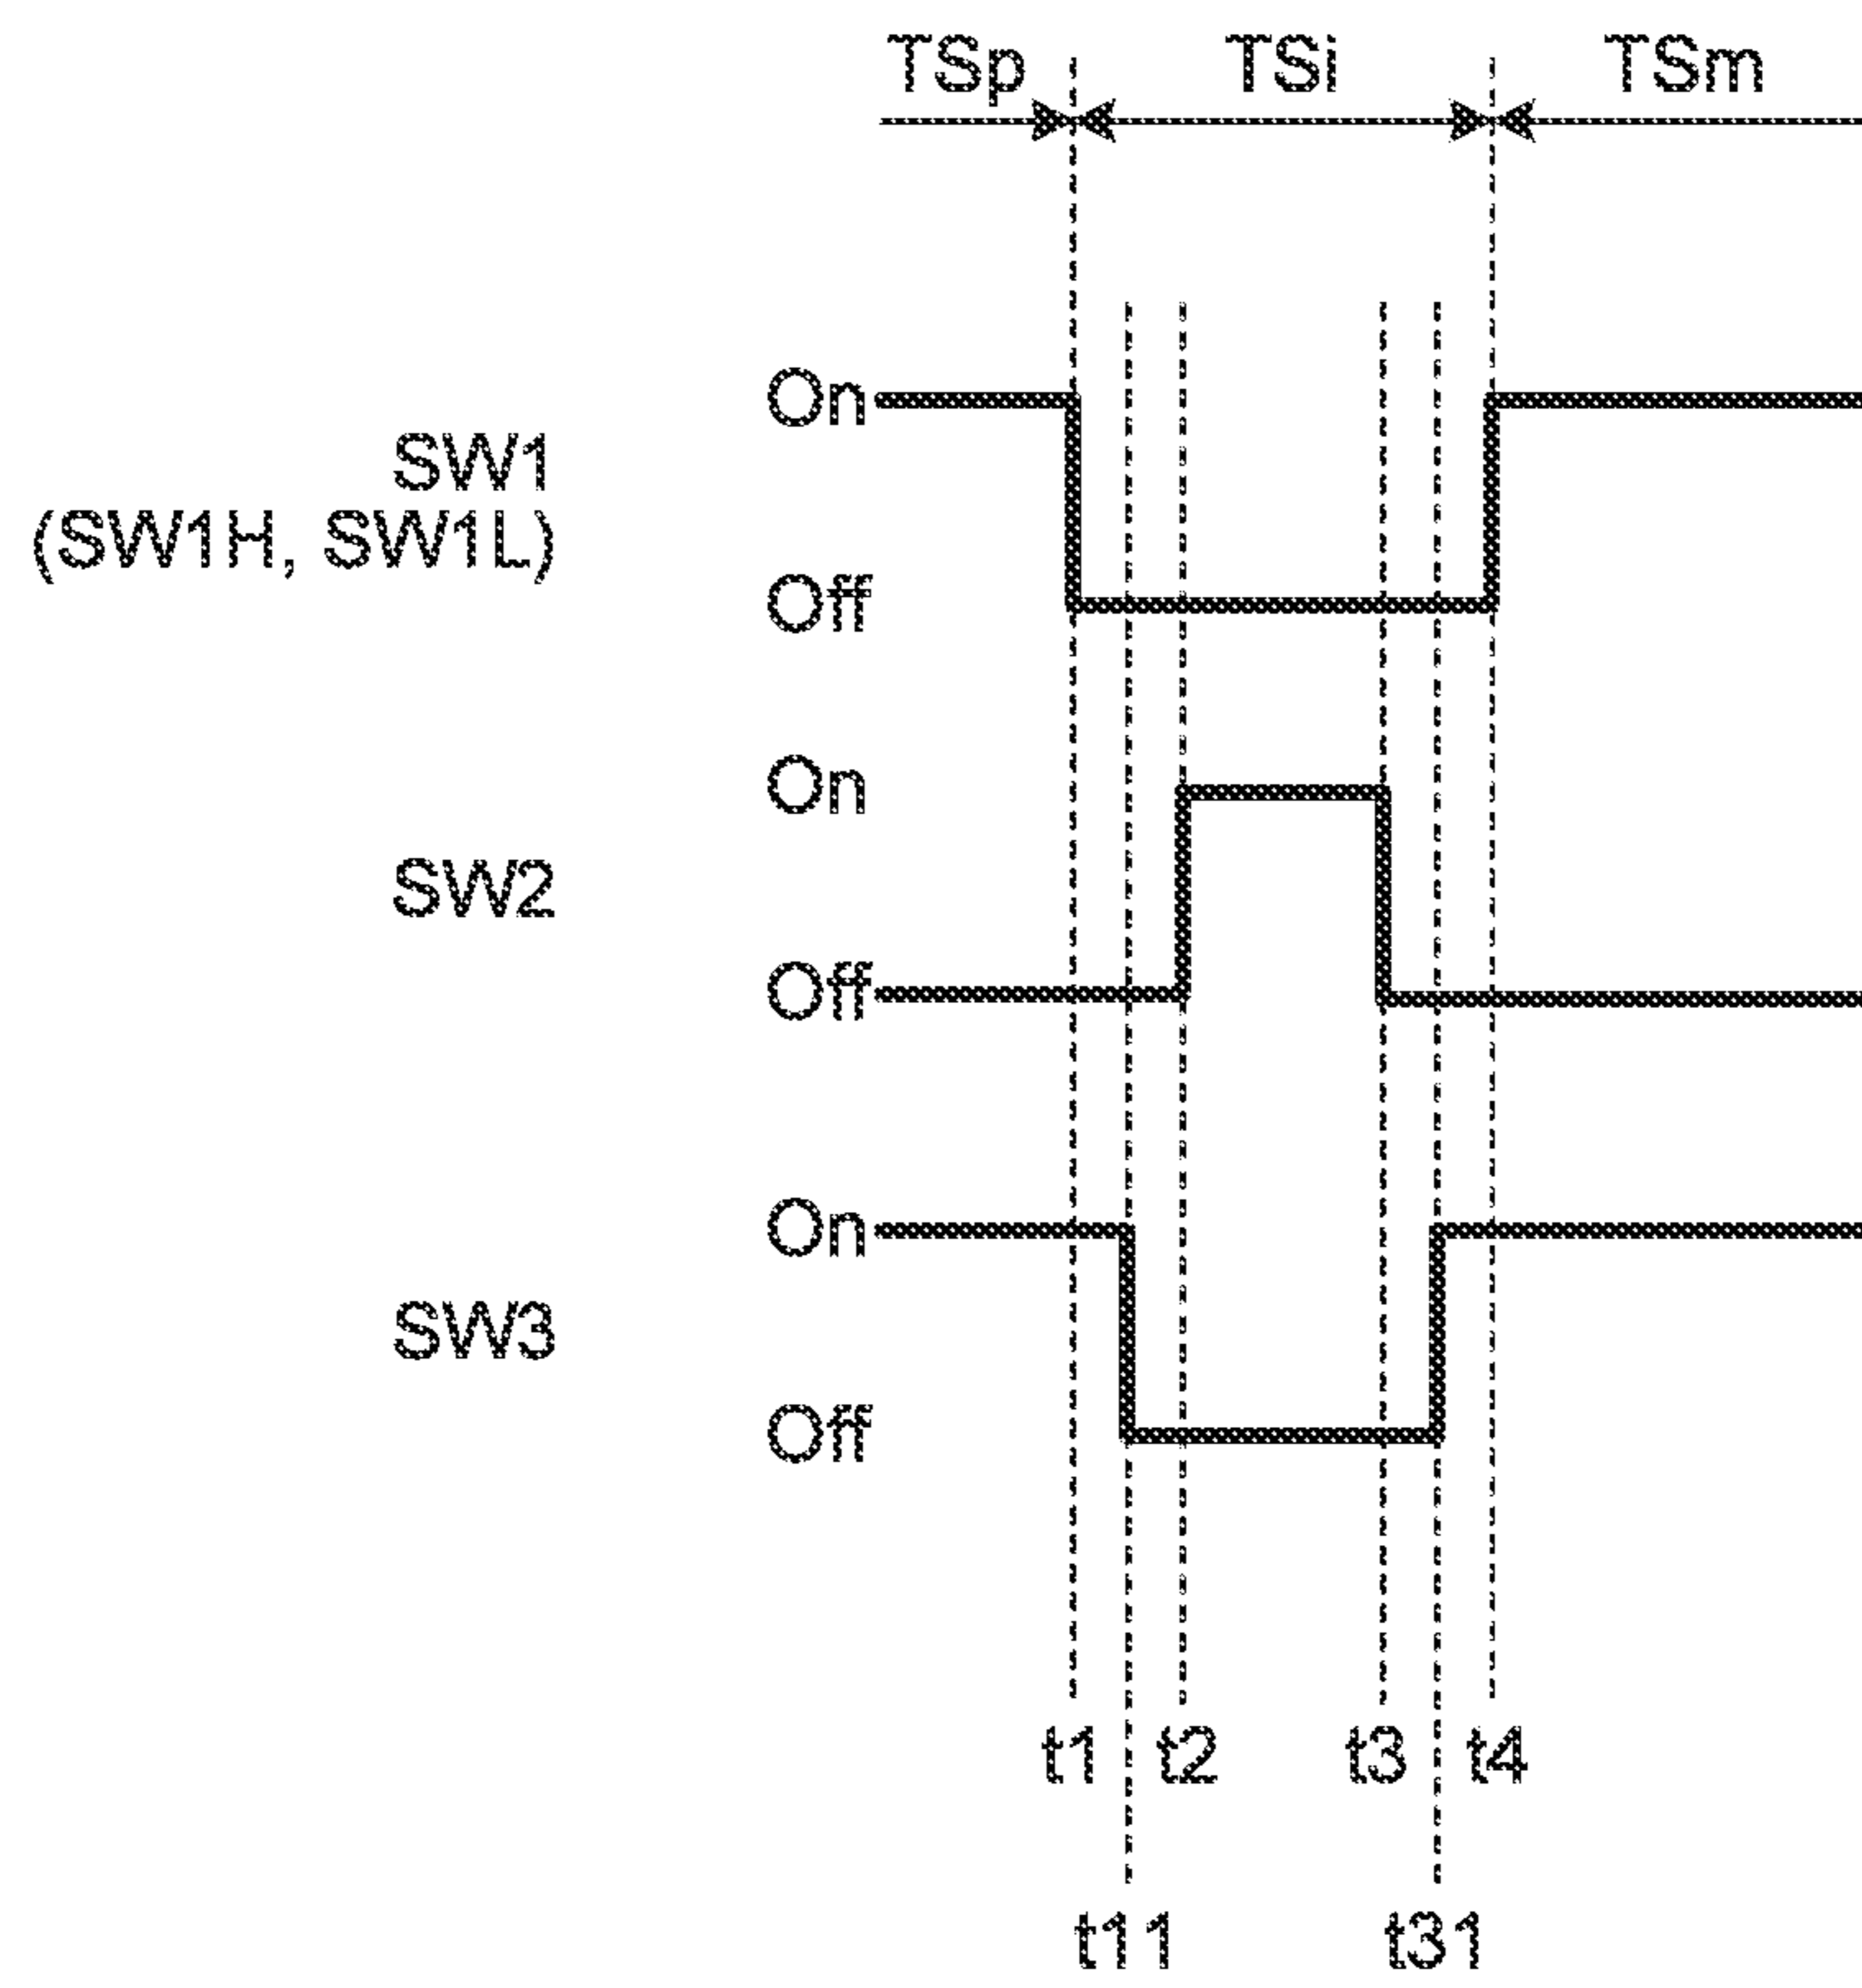 TSp TSi TSm
On
SW1
(SW1H, SW1L)
Off
On
SW2
Off
On
SW3
Off
t1 t2 t3 t4
t11 t31